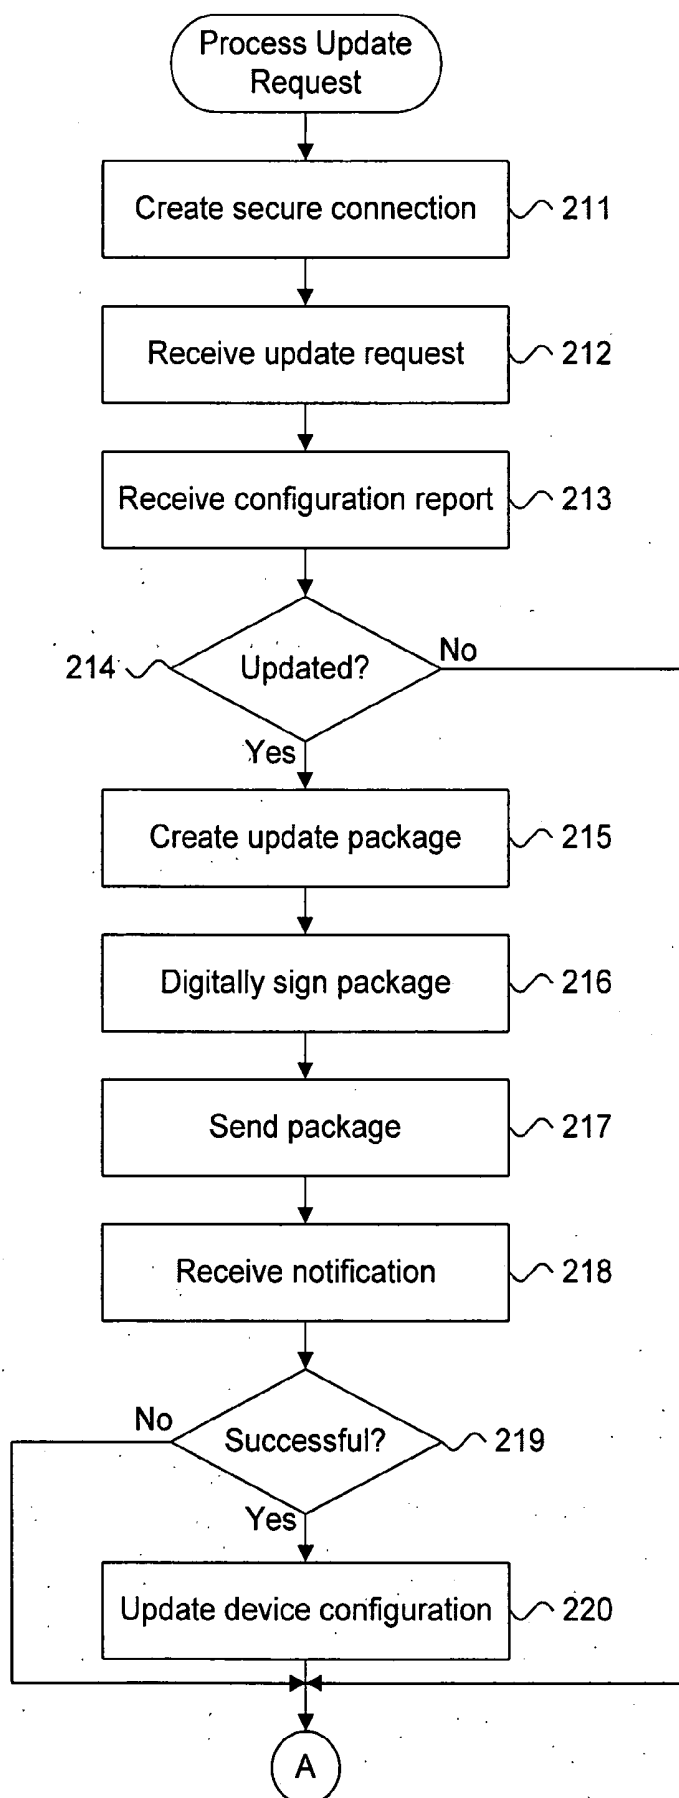 Process Update
Request
Create secure connection
211
Receive update request
212
Receive configuration report
213
214
Updated?
No
Yes
Create update package
215
Digitally sign package
216
Send package
217
Receive notification
218
No
Successful?
219
Yes
Update device configuration
220
A